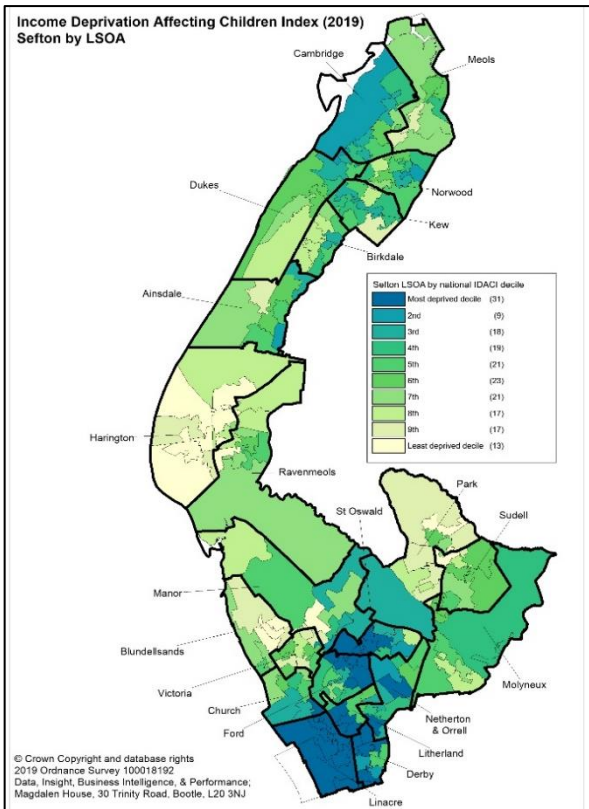 Income Deprivation Affecting Children Index (2019)
Sefton by LSOA
Cambridge
Meols
Dukes
Norwood
Kew
Birkdale
Ainsdale
Sefton LSOA by national IDACI decile
Most deprived decile (31)
2nd (9)
3rd (18)
4th (19)
5th (21)
6th (23)
7th (21)
8th (17)
9th (17)
Least deprived decile (13)
Harington
Ravenmeols
Park
St Oswald
Sudell
Manor
Blundellsands
Molyneux
Victoria
Church
Netherton
& Orrell
Ford
Litherland
Derby
Linacre
© Crown Copyright and database rights
2019 Ordnance Survey 100018192
Data, Insight, Business Intelligence, & Performance;
Magdalen House, 30 Trinity Road, Bootle, L20 3NJ